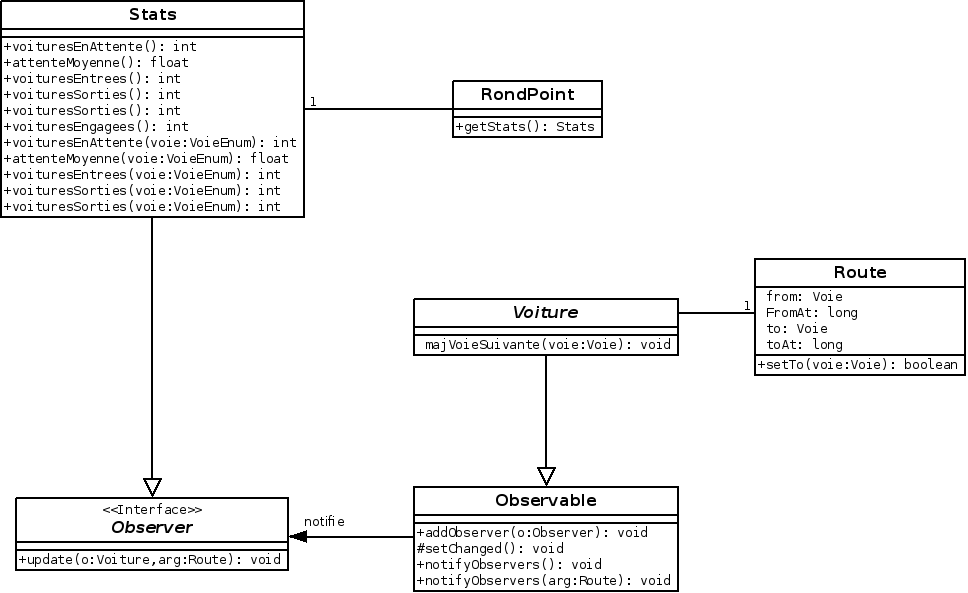 Stats
+voituresEnAttente(): int
+attenteMoyenne(): float
+voituresEntrees(): int
+voituresSorties(): int
+voituresSorties(): int
+voituresEngagees(): int
+voituresEnAttente(voie:VoieEnum): int
+attenteMoyenne(voie:VoieEnum): float
+voituresEntrees(voie:VoieEnum): int
+voituresSorties(voie:VoieEnum): int
+voituresSorties(voie:VoieEnum): int
1
RondPoint
+getStats(): Stats
Voiture
majVoieSuivante(voie:Voie): void
1
Route
from: Voie
FromAt: long
to: Voie
toAt: long
+setTo(voie:Voie): boolean
<<Interface>>
Observer
+update(o:Voiture,arg:Route): void
notifie
Observable
+addObserver(o:Observer): void
#setChanged(): void
+notifyObservers(): void
+notifyObservers(arg:Route): void